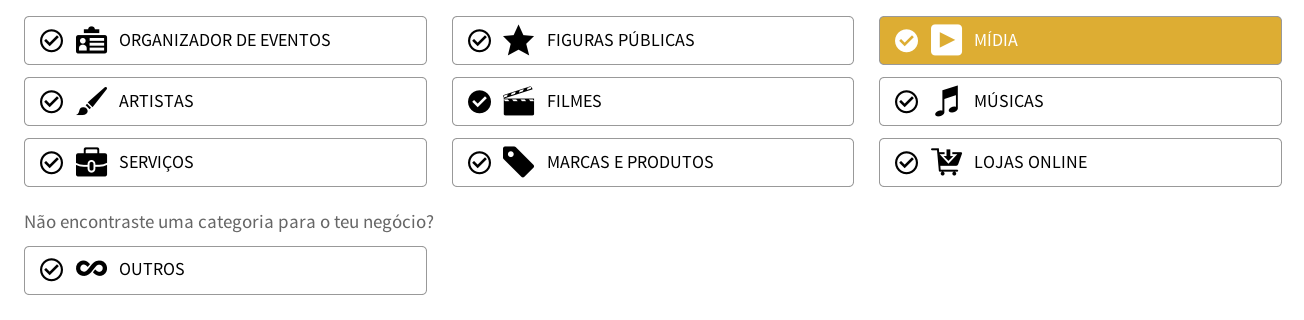 ORGANIZADOR DE EVENTOS
FIGURAS PÚBLICAS
MÍDIA
ARTISTAS
FILMES
MÚSICAS
SERVIÇOS
MARCAS E PRODUTOS
LOJAS ONLINE
Não encontraste uma categoria para o teu negócio?
OUTROS